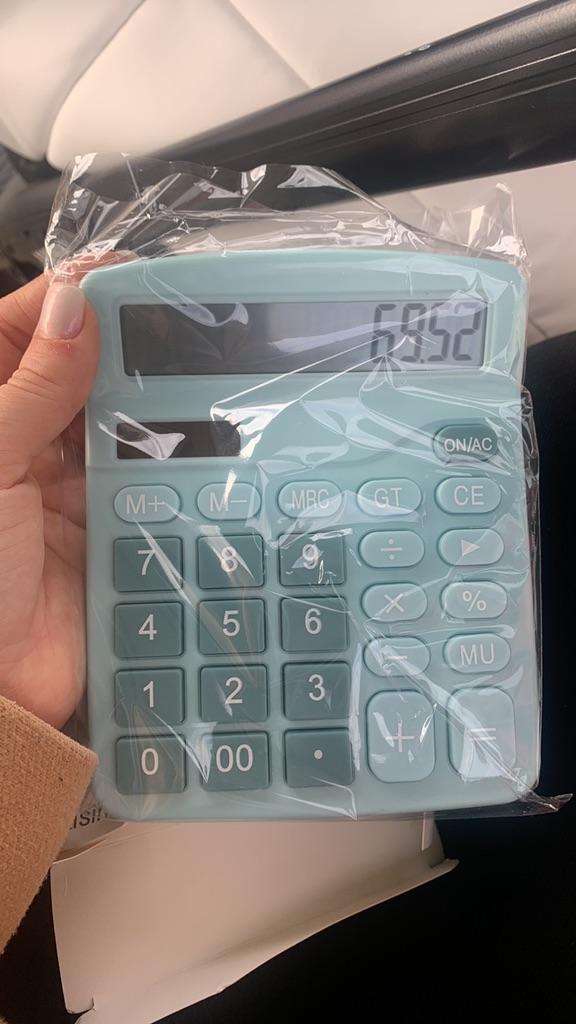 69.52
ON/AC
M+ M− MRC GT CE
7 8 9 ÷ ▶
4 5 6 × %
1 2 3 − MU
0 00 . + =